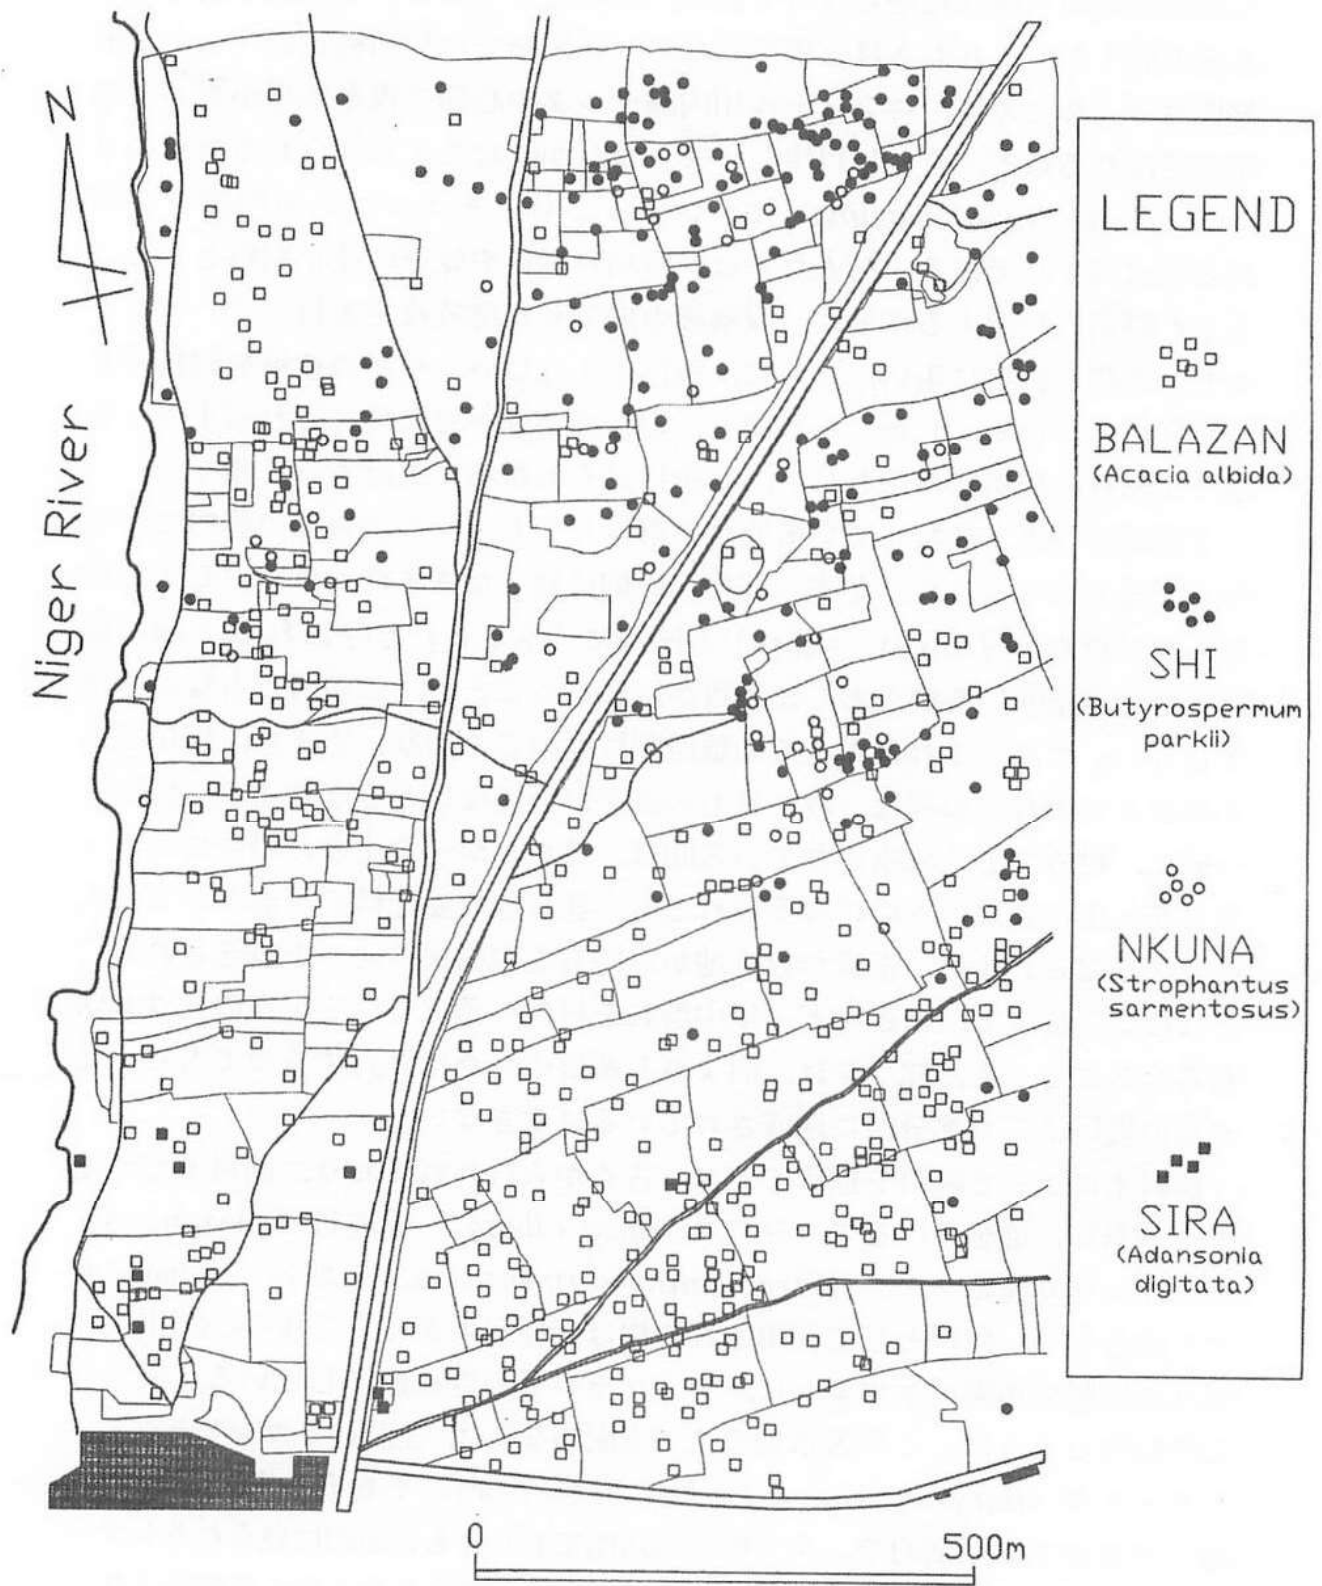 N
Niger River
LEGEND
BALAZAN
(Acacia albida)
SHI
(Butyrospermum
parkii)
NKUNA
(Strophantus
sarmentosus)
SIRA
(Adansonia
digitata)
0 500m